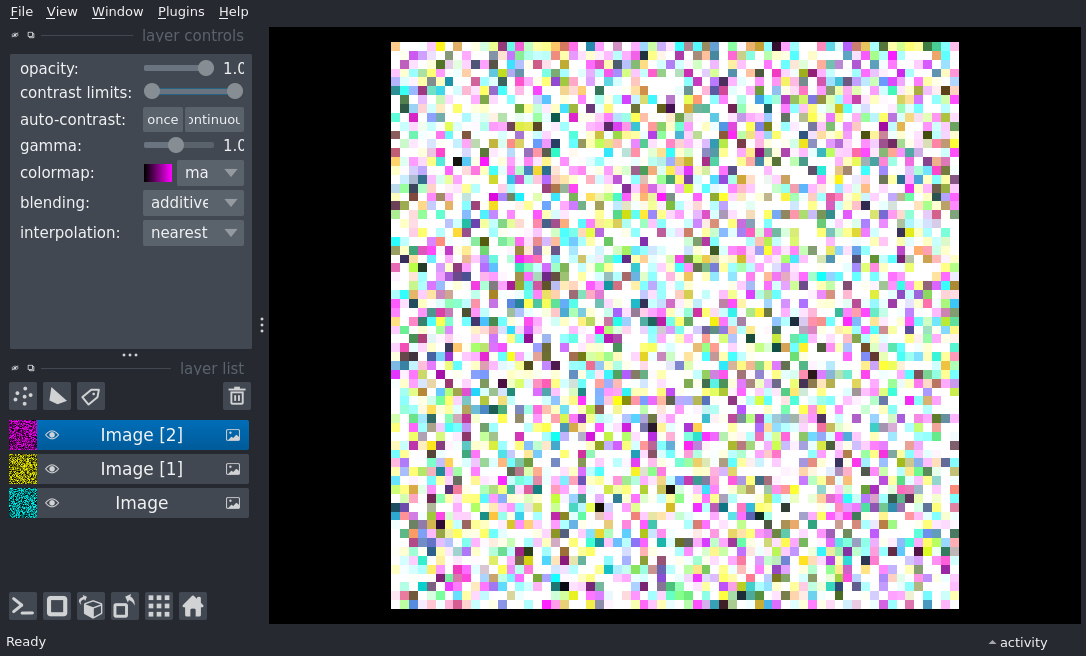 File View Window Plugins Help
layer controls
opacity: 1.0
contrast limits:
auto-contrast: once ontinuou
gamma: 1.0
colormap: ma
blending: additive
interpolation: nearest
layer list
Image [2]
Image [1]
Image
Ready
activity